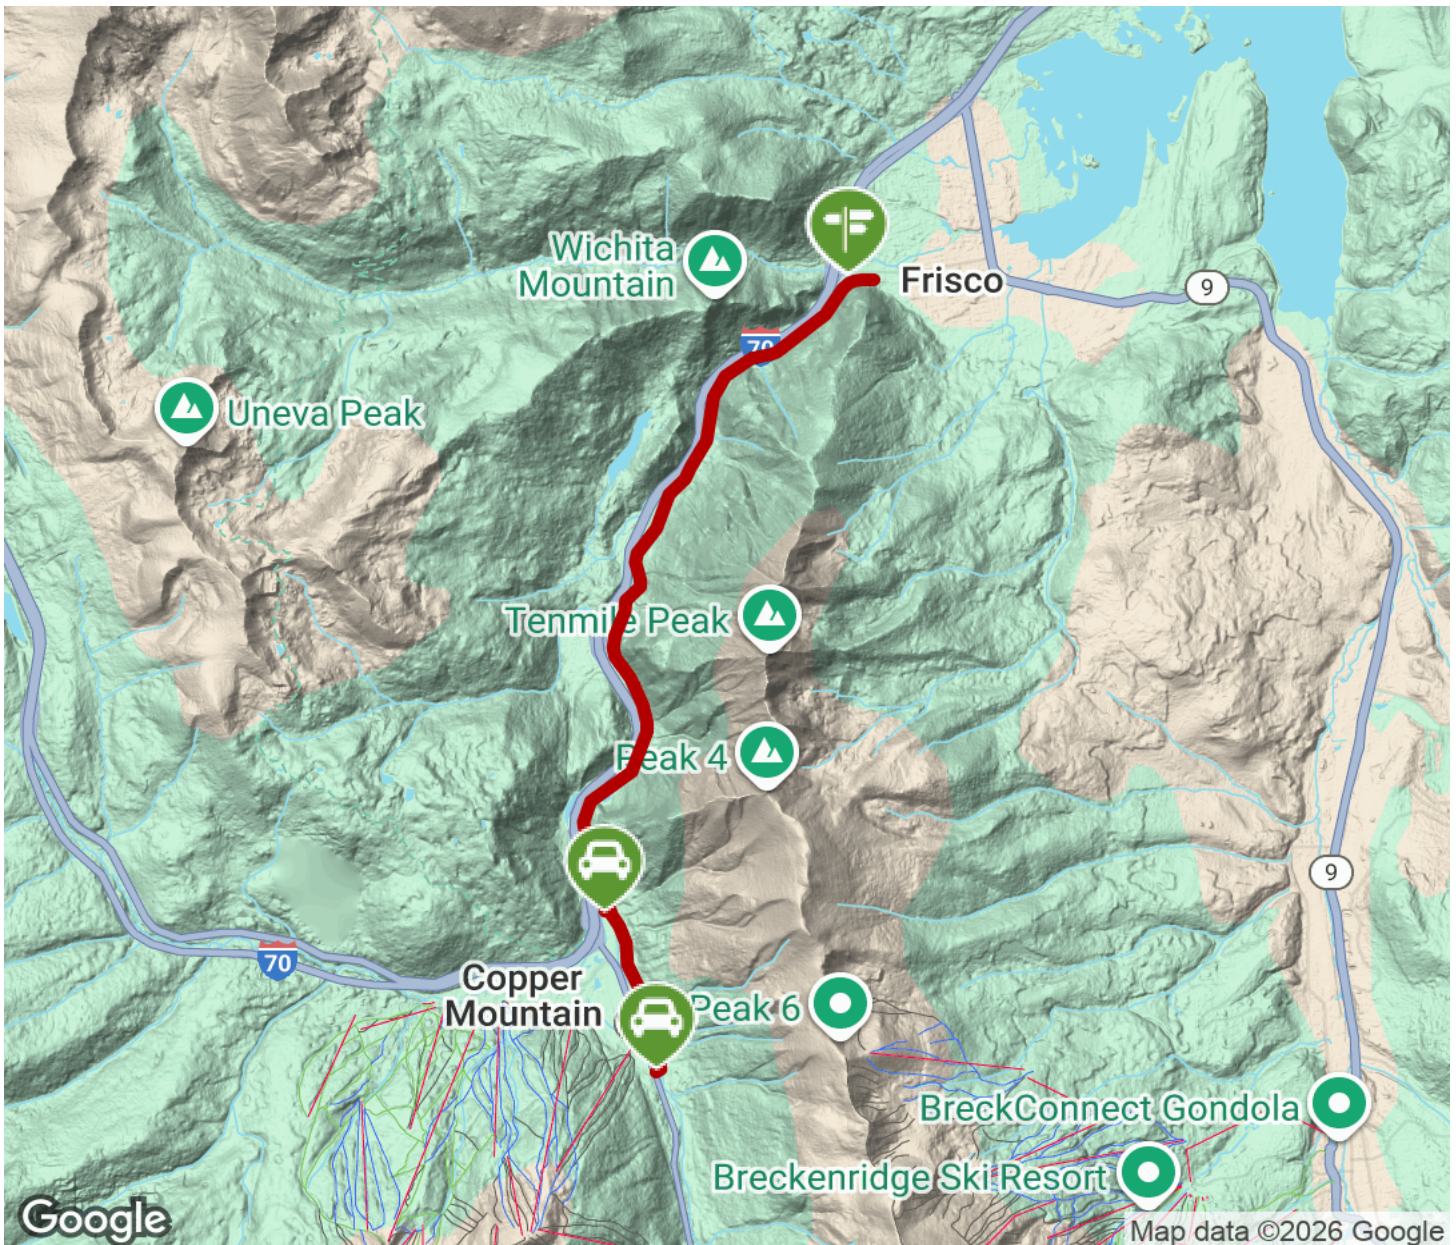 Wichita
Mountain
Frisco
9
70
Uneva Peak
Tenmile Peak
Peak 4
9
70
Copper
Mountain
Peak 6
BreckConnect Gondola
Breckenridge Ski Resort
Google
Map data ©2026 Google